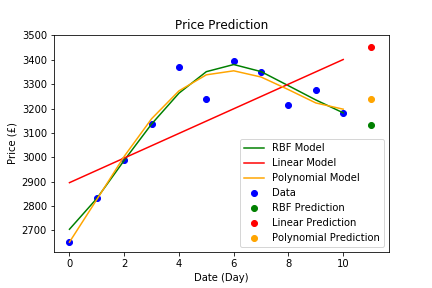 Price Prediction
3500
3400
3300
3200
3100
3000
2900
2800
2700
Price (£)
0
2
4
6
8
10
Date (Day)
RBF Model
Linear Model
Polynomial Model
Data
RBF Prediction
Linear Prediction
Polynomial Prediction